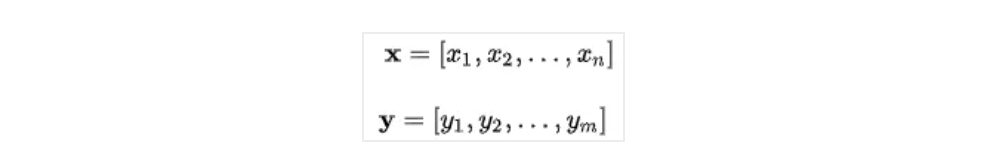 x = [x₁, x₂, . . . , xₙ]
y = [y₁, y₂, . . . , yₘ]